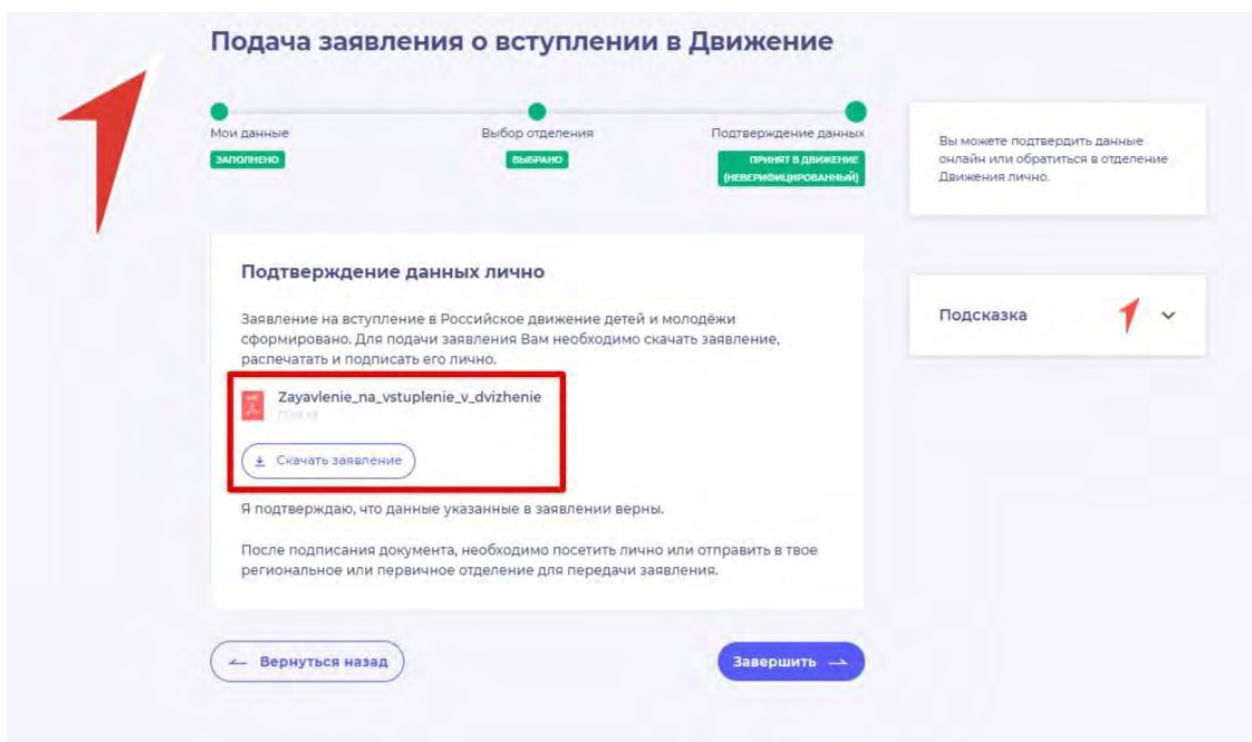 Подача заявления о вступлении в Движение
Мои данные
ЗАПОЛНЕНО
Выбор отделения
ВЫБРАНО
Подтверждение данных
ПРИНЯТ В ДВИЖЕНИЕ
(НЕВЕРИФИЦИРОВАННЫЙ)
Вы можете подтвердить данные
онлайн или обратиться в отделение
Движения лично.
Подтверждение данных лично
Заявление на вступление в Российское движение детей и молодёжи
сформировано. Для подачи заявления Вам необходимо скачать заявление,
распечатать и подписать его лично.
Подсказка
Zayavlenie_na_vstuplenie_v_dvizhenie
Скачать заявление
Я подтверждаю, что данные указанные в заявлении верны.
После подписания документа, необходимо посетить лично или отправить в твое
региональное или первичное отделение для передачи заявления.
Вернуться назад
Завершить